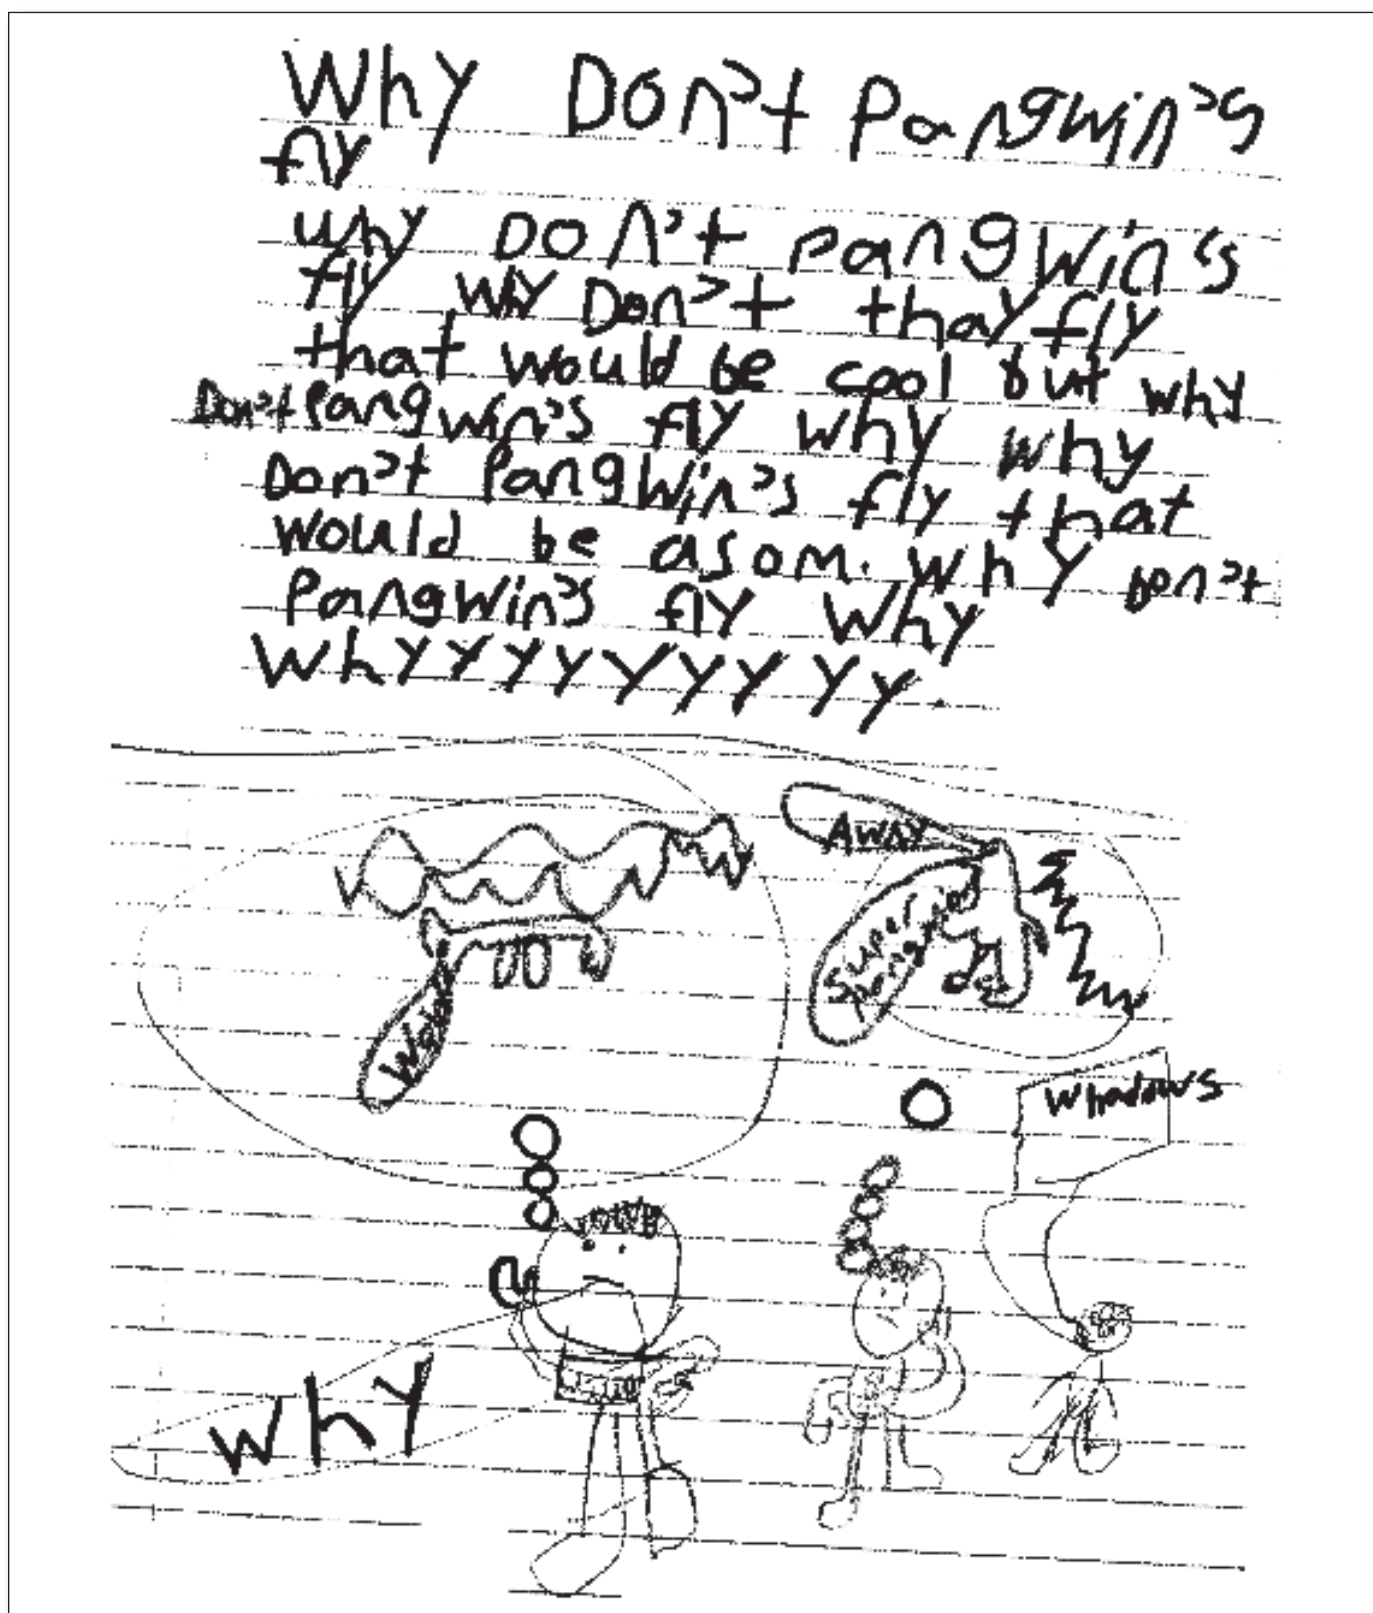 Why Don't Pangwin's
fly
why Don't pangwin's
fly why Don't thay fly
that would be cool but why
Don't Pangwin's fly why why
Don't Pangwin's fly that
would be asom. why Don't
Pangwin's fly why
Whyyyyyyyyy.
Away
Super
Whadows
why